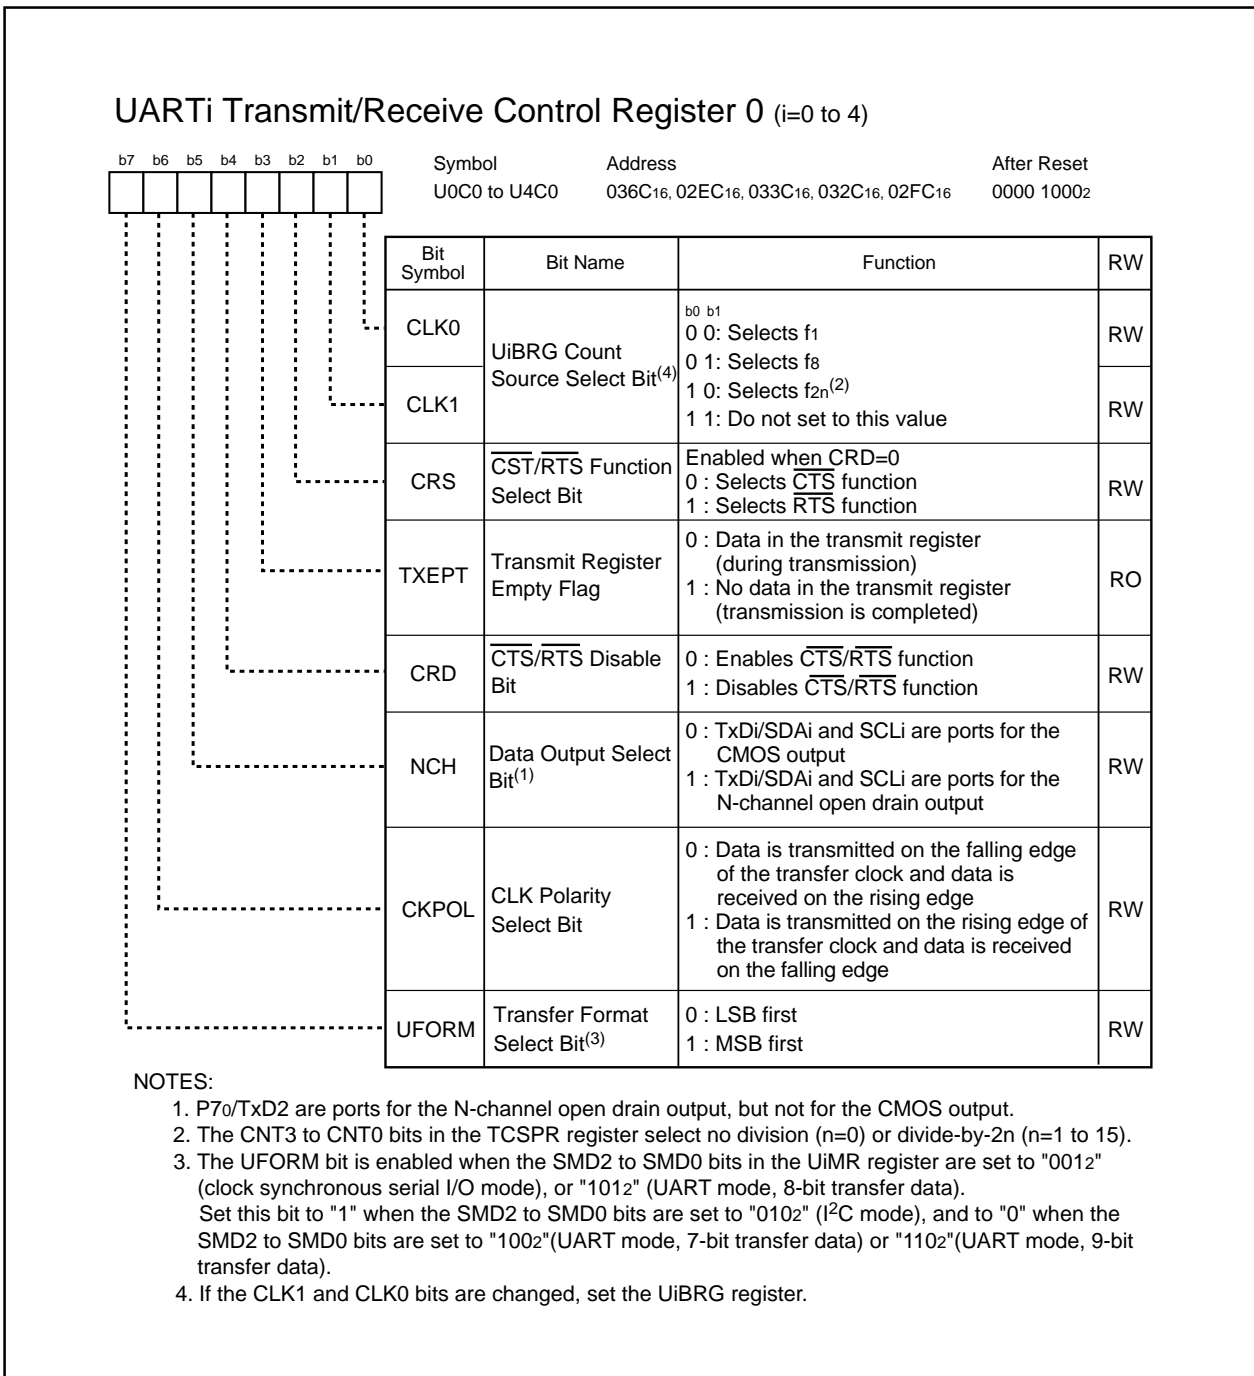 UARTi Transmit/Receive Control Register 0 (i=0 to 4)
b7 b6 b5 b4 b3 b2 b1 b0
Symbol Address After Reset
U0C0 to U4C0 036C16, 02EC16, 033C16, 032C16, 02FC16 0000 10002
Bit Symbol Bit Name Function RW
CLK0
CLK1
UiBRG Count
Source Select Bit(4)
b0 b1
0 0: Selects f1
0 1: Selects f8
1 0: Selects f2n(2)
1 1: Do not set to this value
RW
RW
CRS
CST/RTS Function
Select Bit
Enabled when CRD=0
0 : Selects CTS function
1 : Selects RTS function
RW
TXEPT
Transmit Register
Empty Flag
0 : Data in the transmit register
(during transmission)
1 : No data in the transmit register
(transmission is completed)
RO
CRD
CTS/RTS Disable
Bit
0 : Enables CTS/RTS function
1 : Disables CTS/RTS function
RW
NCH
Data Output Select
Bit(1)
0 : TxDi/SDAi and SCLi are ports for the
CMOS output
1 : TxDi/SDAi and SCLi are ports for the
N-channel open drain output
RW
CKPOL
CLK Polarity
Select Bit
0 : Data is transmitted on the falling edge
of the transfer clock and data is
received on the rising edge
1 : Data is transmitted on the rising edge of
the transfer clock and data is received
on the falling edge
RW
UFORM
Transfer Format
Select Bit(3)
0 : LSB first
1 : MSB first
RW
NOTES:
1. P70/TxD2 are ports for the N-channel open drain output, but not for the CMOS output.
2. The CNT3 to CNT0 bits in the TCSPR register select no division (n=0) or divide-by-2n (n=1 to 15).
3. The UFORM bit is enabled when the SMD2 to SMD0 bits in the UiMR register are set to "0012"
(clock synchronous serial I/O mode), or "1012" (UART mode, 8-bit transfer data).
Set this bit to "1" when the SMD2 to SMD0 bits are set to "0102" (I2C mode), and to "0" when the
SMD2 to SMD0 bits are set to "1002"(UART mode, 7-bit transfer data) or "1102"(UART mode, 9-bit
transfer data).
4. If the CLK1 and CLK0 bits are changed, set the UiBRG register.